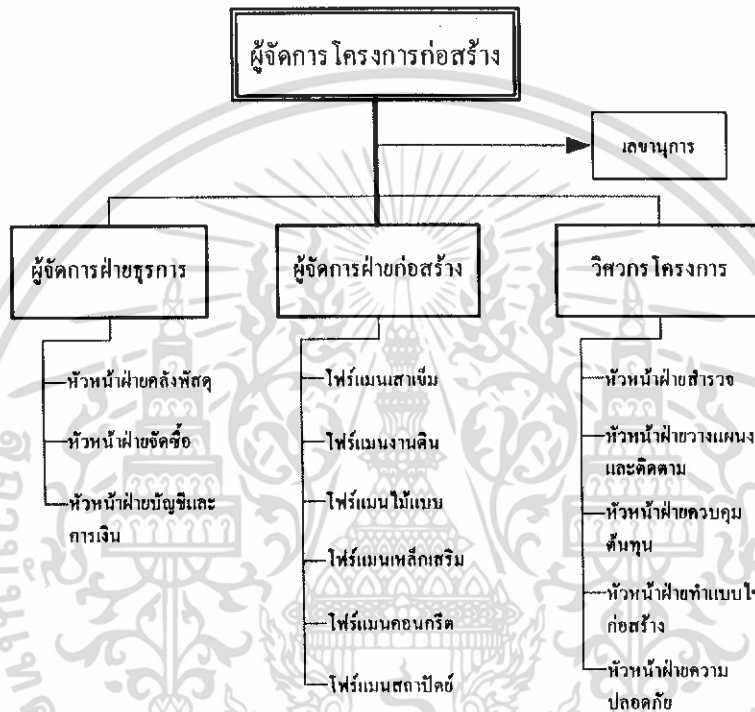 ผู้จัดการโครงการก่อสร้าง
เลขานุการ
ผู้จัดการฝ่ายธุรการ
ผู้จัดการฝ่ายก่อสร้าง
วิศวกรโครงการ
หัวหน้าฝ่ายคลังพัสดุ
หัวหน้าฝ่ายจัดซื้อ
หัวหน้าฝ่ายบัญชีและ
การเงิน
โฟร์แมนเสาเข็ม
โฟร์แมนงานดิน
โฟร์แมนไม้แบบ
โฟร์แมนเหล็กเสริม
โฟร์แมนคอนกรีต
โฟร์แมนสถาปัตย์
หัวหน้าฝ่ายสำรวจ
หัวหน้าฝ่ายวางแผนง
และติดตาม
หัวหน้าฝ่ายควบคุม
ต้นทุน
หัวหน้าฝ่ายทำแบบใช
ก่อสร้าง
หัวหน้าฝ่ายความ
ปลอดภัย